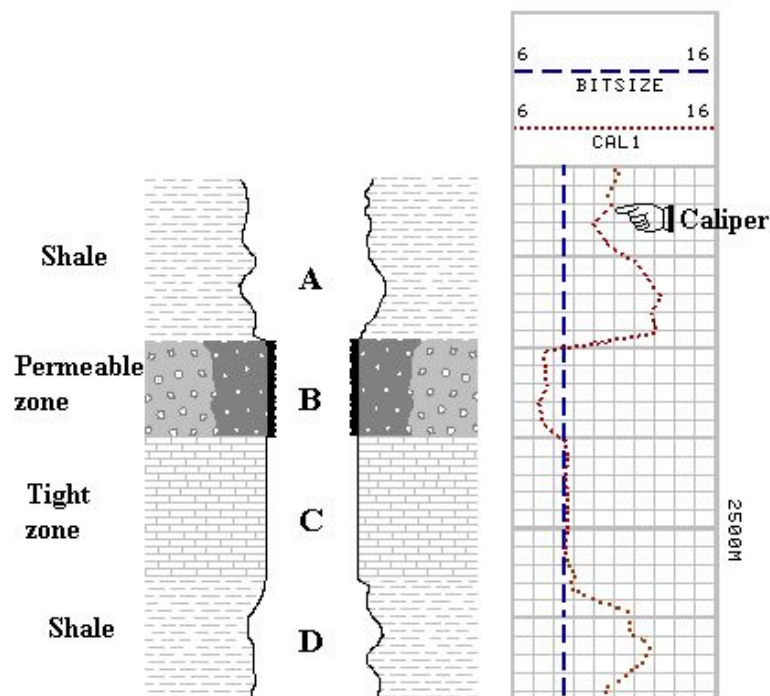 6 16
BITSIZE
6 16
CAL1
Caliper
Shale
A
Permeable
zone
B
Tight
zone
C
2500M
Shale
D